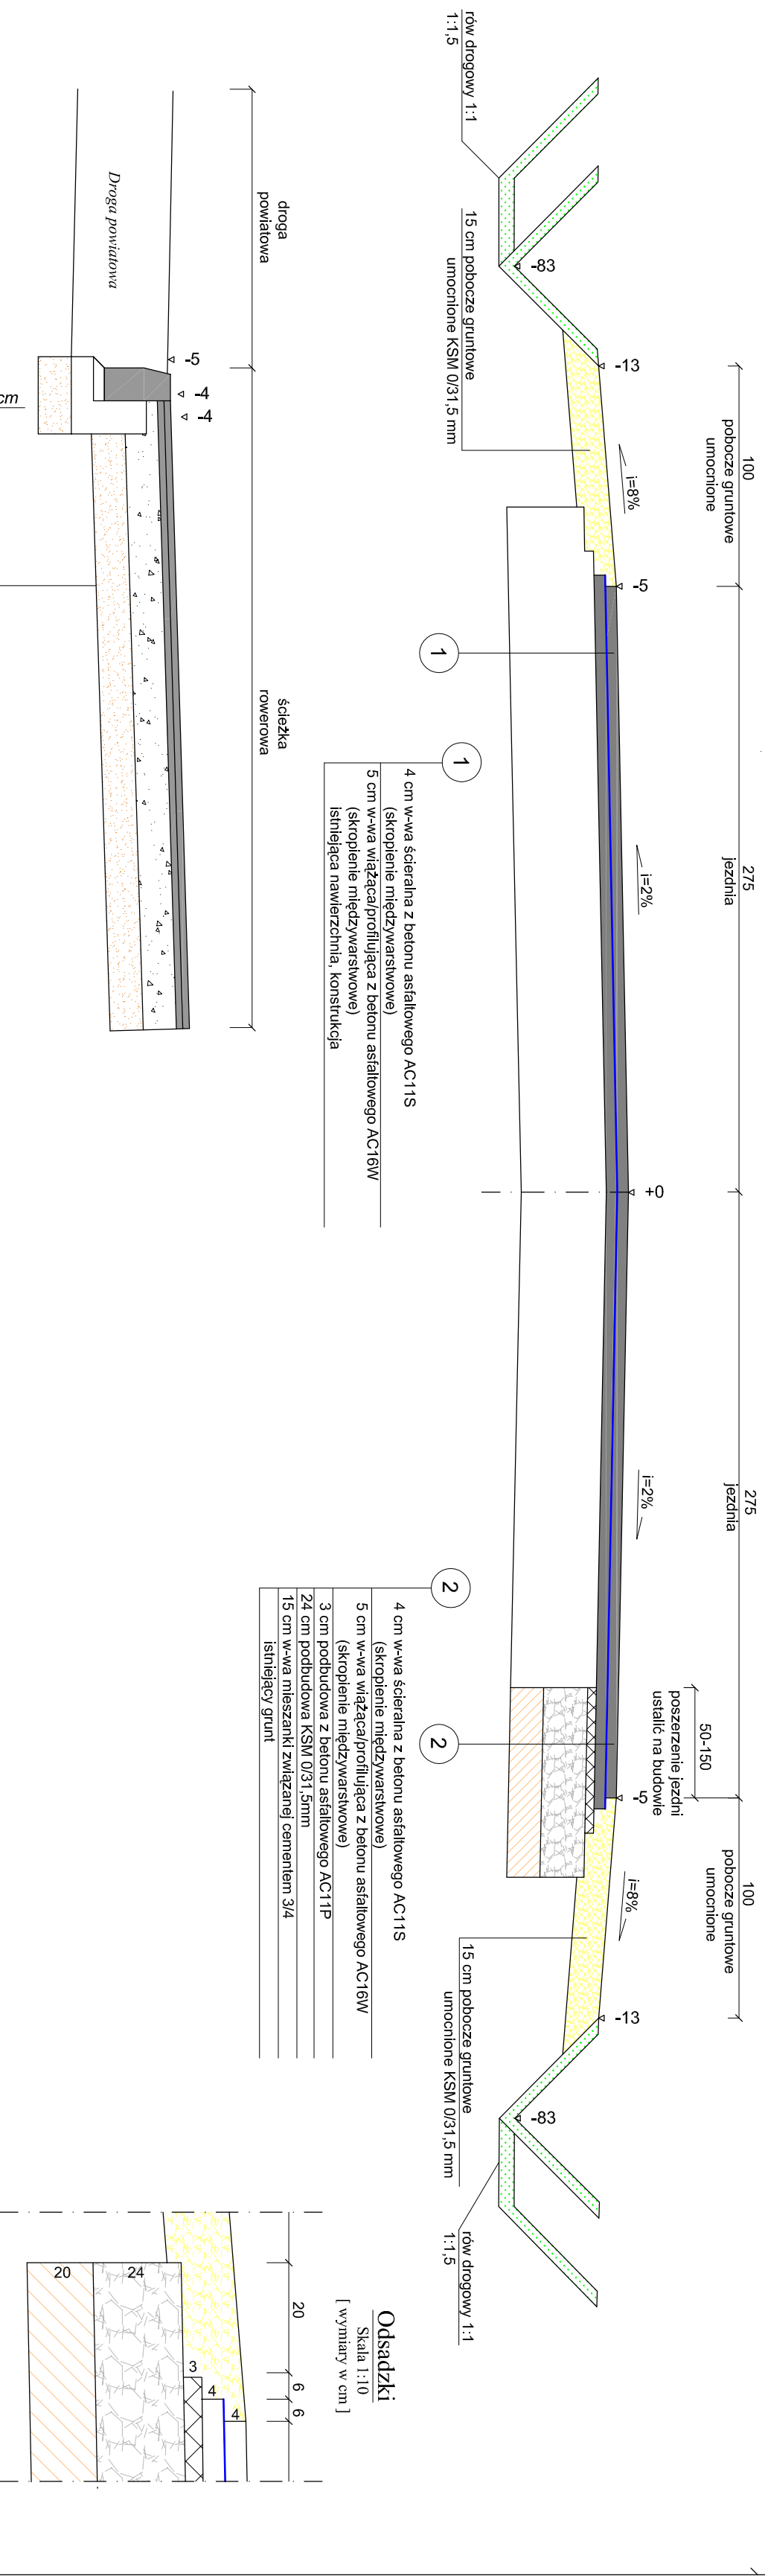 100
pobocze gruntowe
umocnione
275
jezdnia
275
jezdnia
50-150
poszerzenie jezdni
ustalić na budowie
100
pobocze gruntowe
umocnione
i=8%
i=2%
i=2%
i=8%
-83
-13
-5
+0
-5
-13
-83
rów drogowy 1:1
1:1,5
15 cm pobocze gruntowe
umocnione KSM 0/31,5 mm
1
2
15 cm pobocze gruntowe
umocnione KSM 0/31,5 mm
rów drogowy 1:1
1:1,5
1
4 cm w-wa ścieralna z betonu asfaltowego AC11S
(skropienie międzywarstwowe)
5 cm w-wa wiążąca/profilująca z betonu asfaltowego AC16W
(skropienie międzywarstwowe)
istniejąca nawierzchnia, konstrukcja
2
4 cm w-wa ścieralna z betonu asfaltowego AC11S
(skropienie międzywarstwowe)
5 cm w-wa wiążąca/profilująca z betonu asfaltowego AC16W
(skropienie międzywarstwowe)
3 cm podbudowa z betonu asfaltowego AC11P
24 cm podbudowa KSM 0/31,5mm
15 cm w-wa mieszanki związanej cementem 3/4
istniejący grunt
droga
powiatowa
ścieżka
rowerowa
Droga powiatowa
-5
-4
-4
cm
Odsadzki
Skala 1:10
[ wymiary w cm ]
20
6
6
4
4
3
24
20